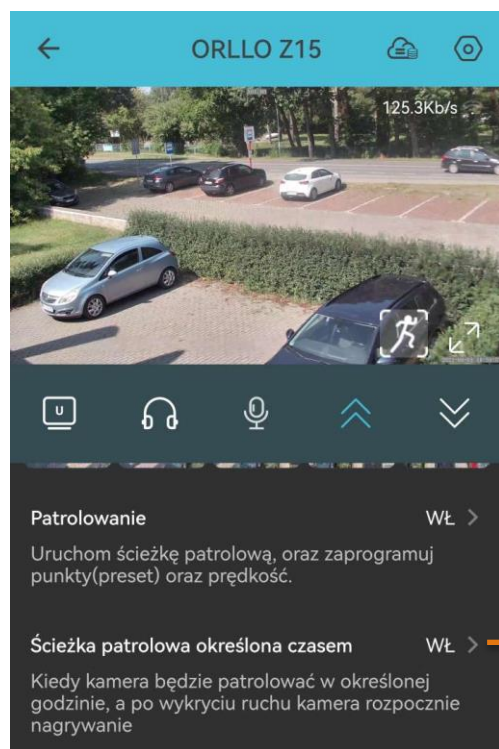 ORLLO Z15
125.3Kb/s
U
Patrolowanie WŁ
Uruchom ścieżkę patrolową, oraz zaprogramuj
punkty(preset) oraz prędkość.
Ścieżka patrolowa określona czasem WŁ
Kiedy kamera będzie patrolować w określonej
godzinie, a po wykryciu ruchu kamera rozpocznie
nagrywanie